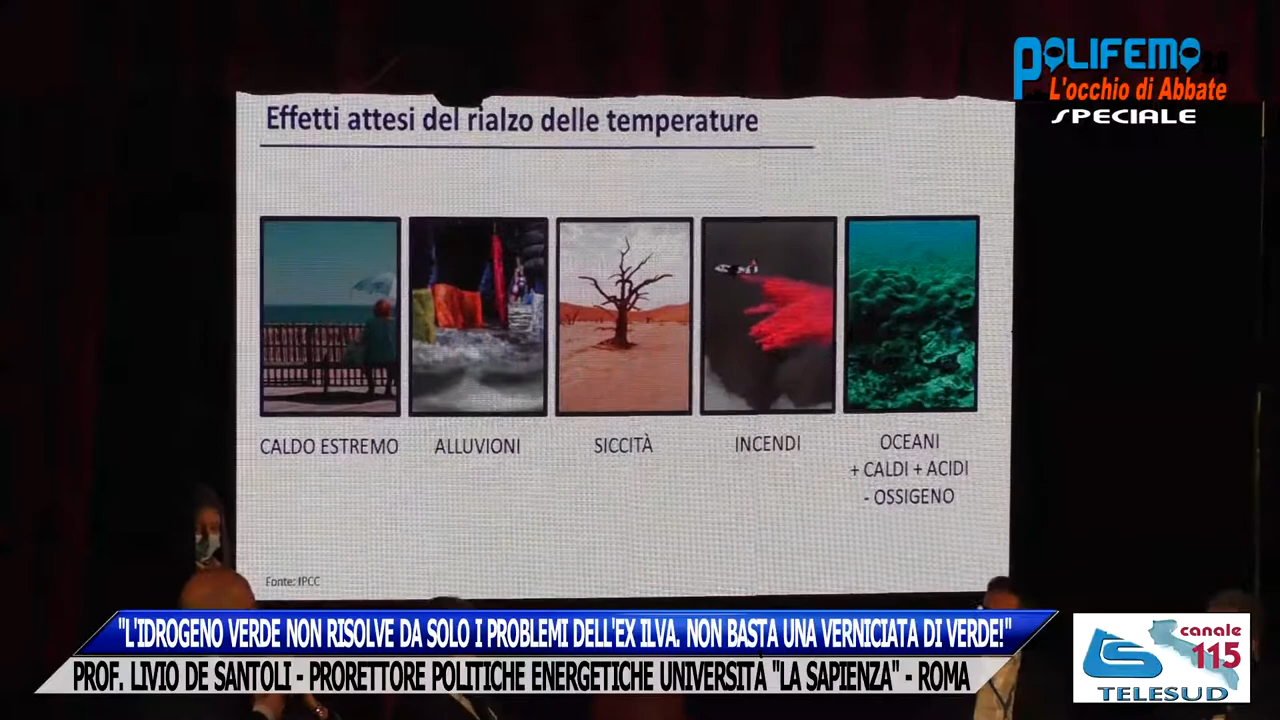 POLIFEMO
L'occhio di Abbate
SPECIALE
Effetti attesi del rialzo delle temperature
CALDO ESTREMO
ALLUVIONI
SICCITÀ
INCENDI
OCEANI
+ CALDI + ACIDI
- OSSIGENO
Fonte: IPCC
"L'IDROGENO VERDE NON RISOLVE DA SOLO I PROBLEMI DELL'EX ILVA. NON BASTA UNA VERNICIATA DI VERDE!"
PROF. LIVIO DE SANTOLI - PRORETTORE POLITICHE ENERGETICHE UNIVERSITÀ "LA SAPIENZA" - ROMA
canale
115
TELESUD